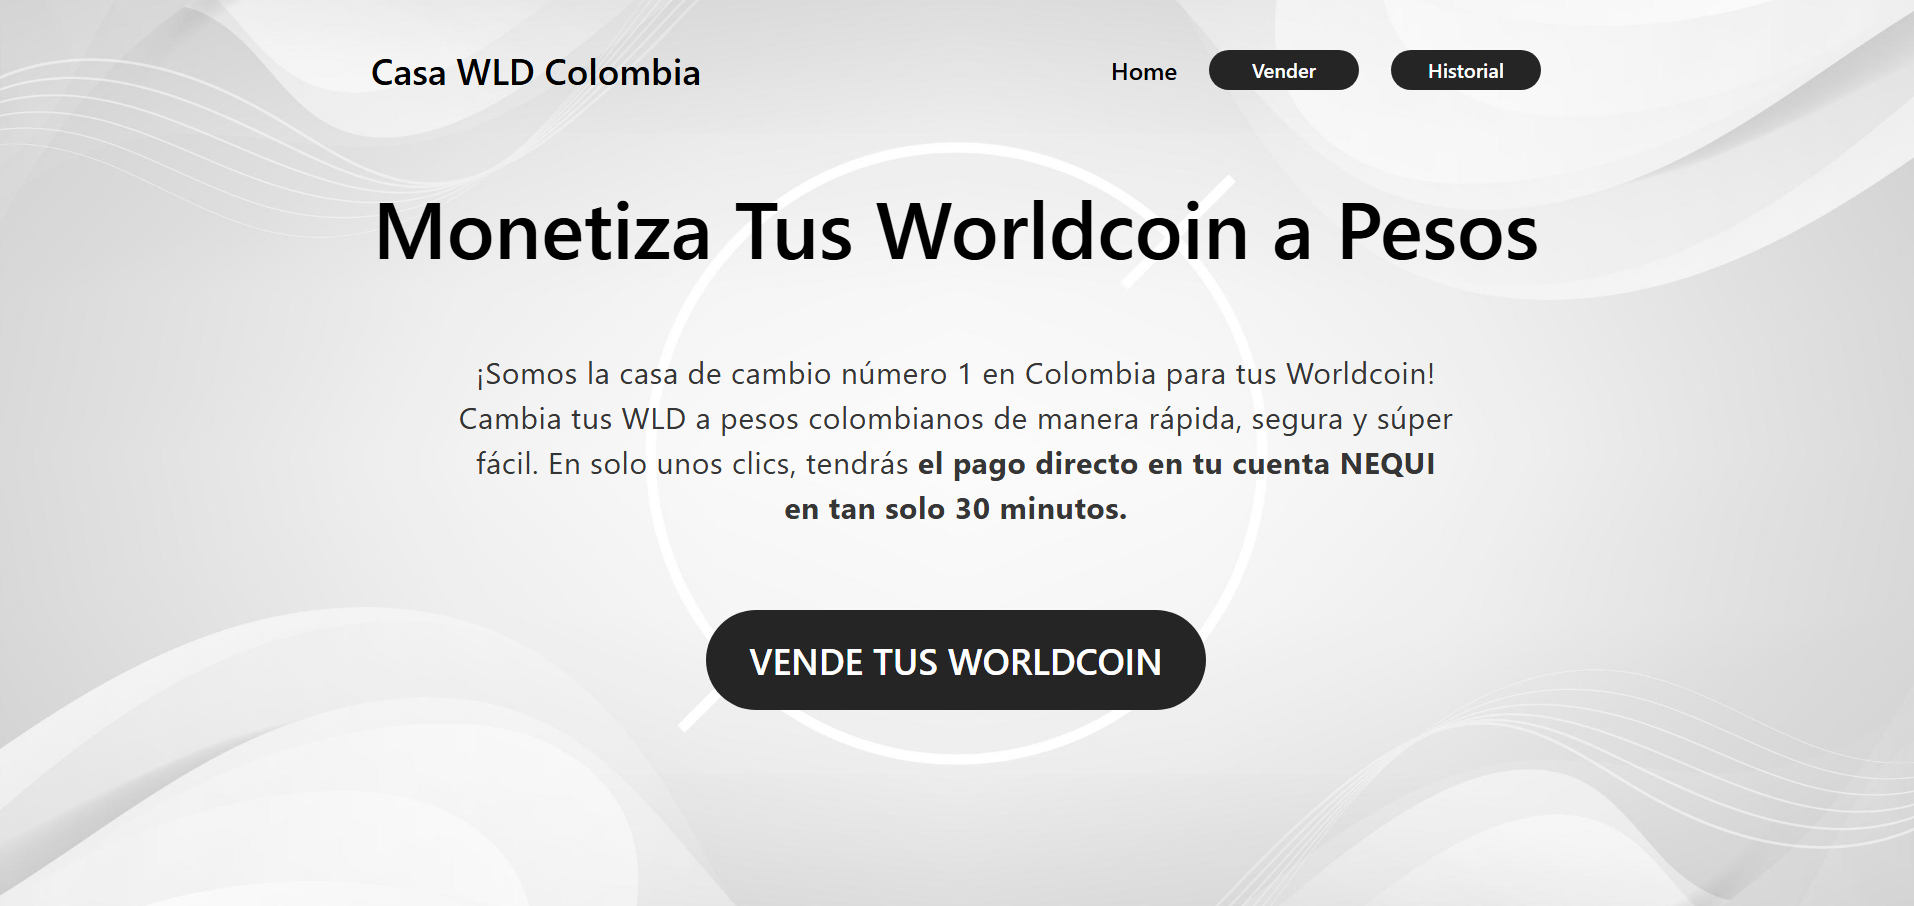 Casa WLD Colombia
Home
Vender
Historial
Monetiza Tus Worldcoin a Pesos
¡Somos la casa de cambio número 1 en Colombia para tus Worldcoin!
Cambia tus WLD a pesos colombianos de manera rápida, segura y súper
fácil. En solo unos clics, tendrás el pago directo en tu cuenta NEQUI
en tan solo 30 minutos.
VENDE TUS WORLDCOIN